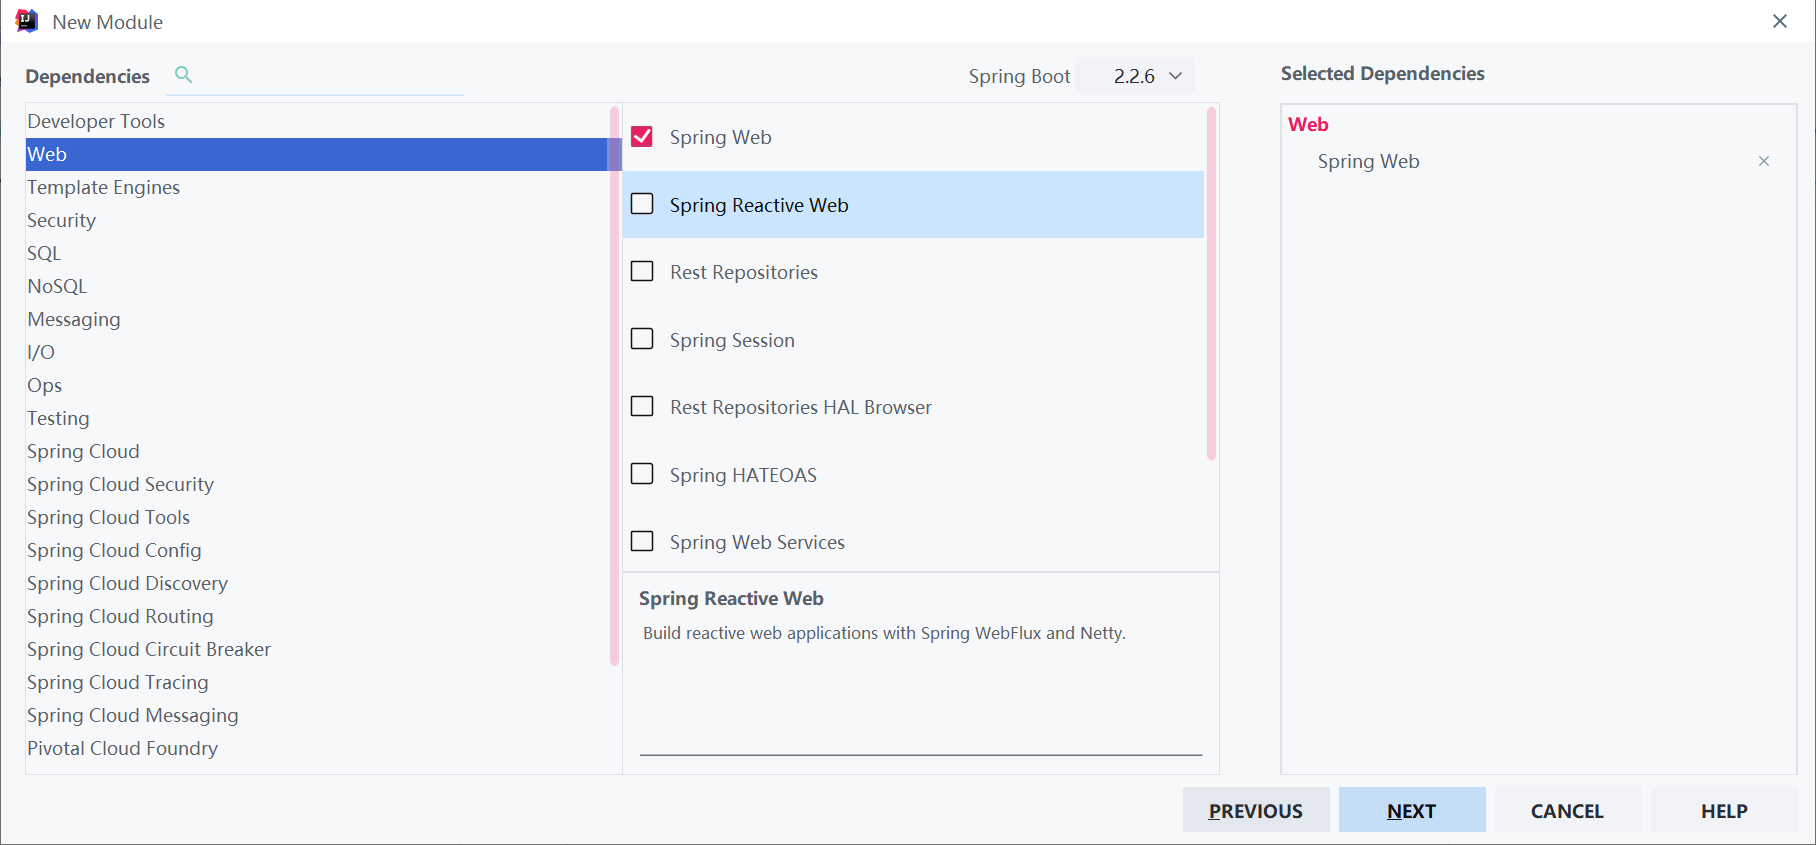 New Module
Dependencies
Spring Boot 2.2.6
Selected Dependencies
Developer Tools
Web
Template Engines
Security
SQL
NoSQL
Messaging
I/O
Ops
Testing
Spring Cloud
Spring Cloud Security
Spring Cloud Tools
Spring Cloud Config
Spring Cloud Discovery
Spring Cloud Routing
Spring Cloud Circuit Breaker
Spring Cloud Tracing
Spring Cloud Messaging
Pivotal Cloud Foundry
Spring Web
Spring Reactive Web
Rest Repositories
Spring Session
Rest Repositories HAL Browser
Spring HATEOAS
Spring Web Services
Spring Reactive Web
Build reactive web applications with Spring WebFlux and Netty.
Web
Spring Web
PREVIOUS
NEXT
CANCEL
HELP